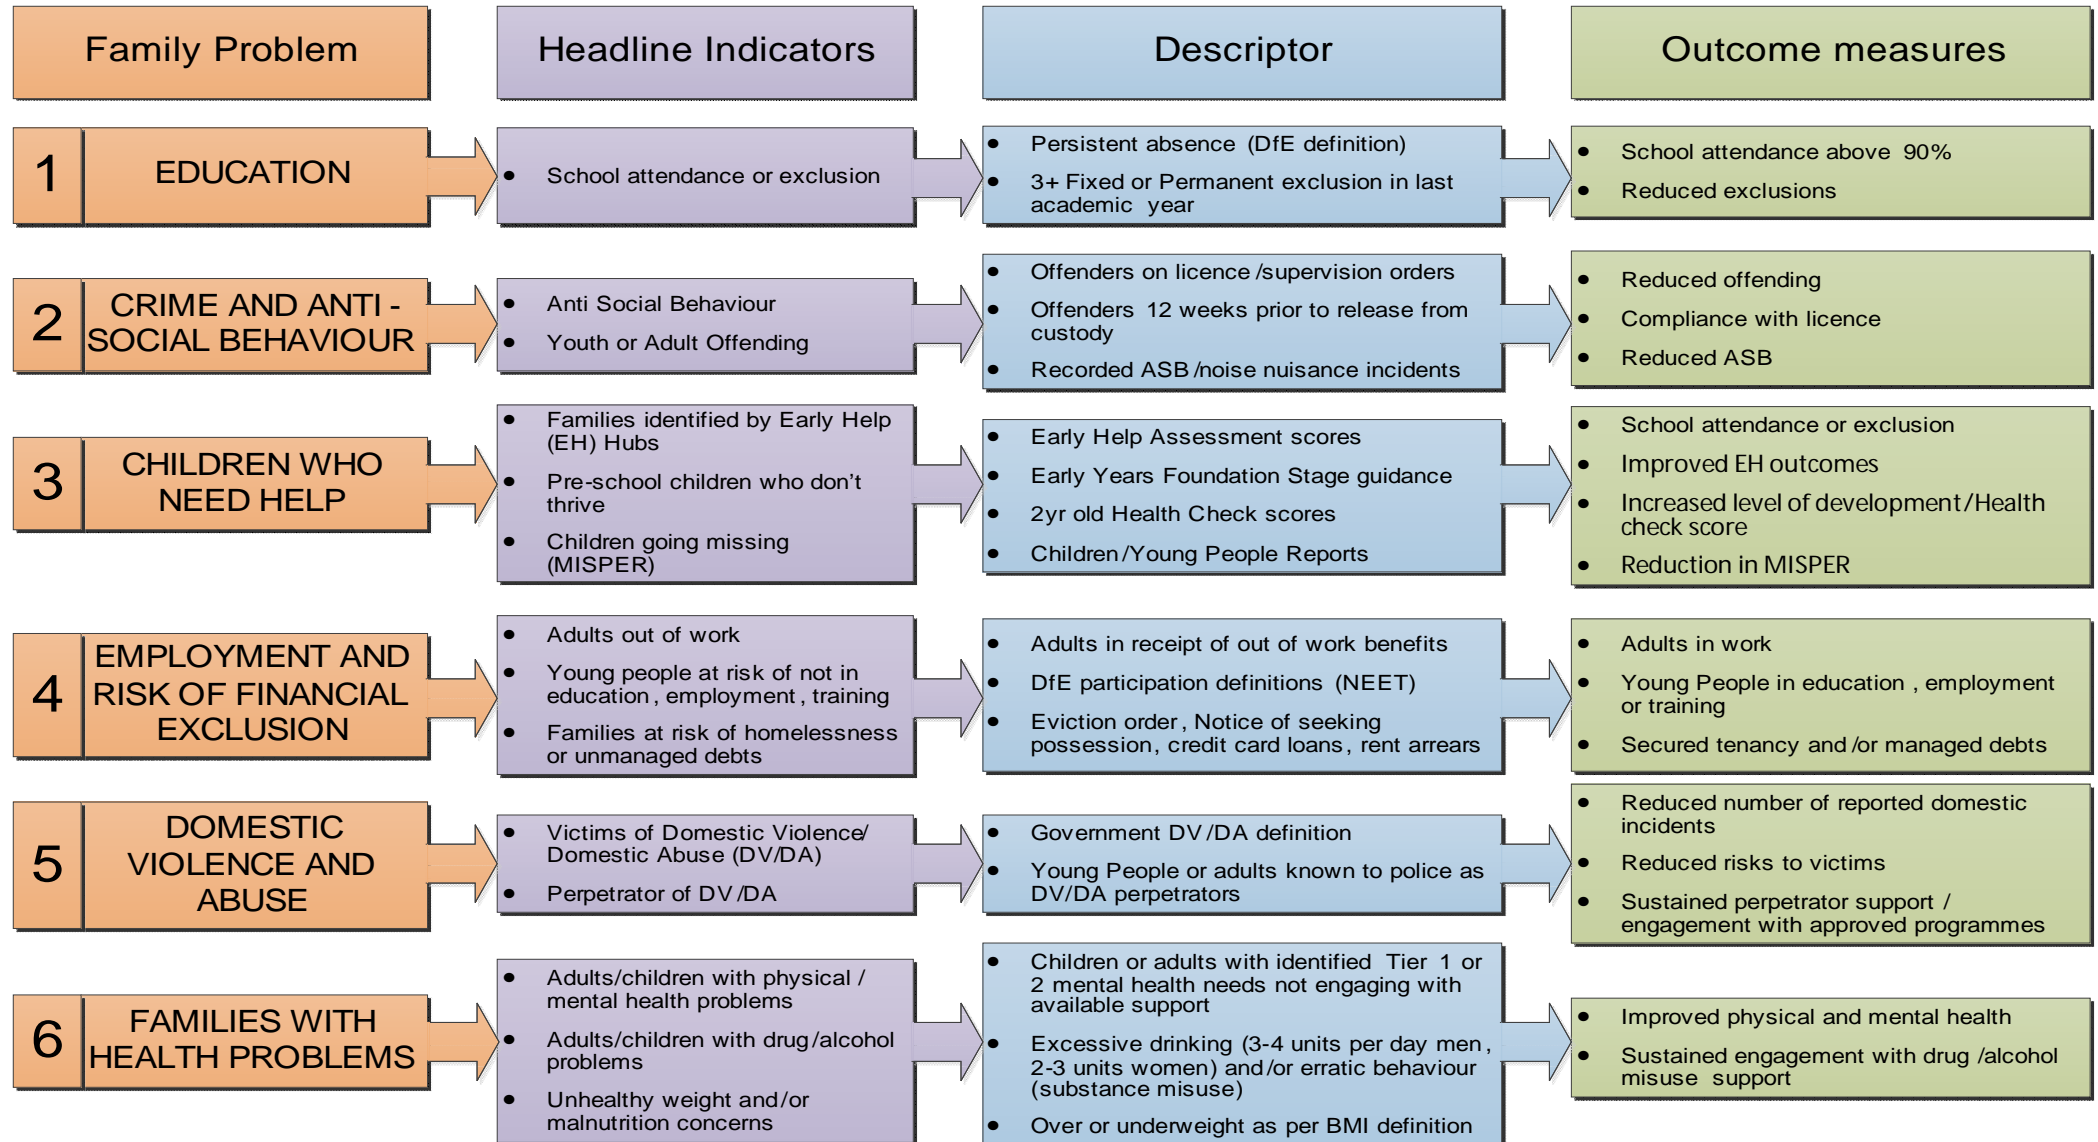 Family Problem
Headline Indicators
Descriptor
Outcome measures
1
EDUCATION
• School attendance or exclusion
• Persistent absence (DfE definition)
• 3+ Fixed or Permanent exclusion in last
academic year
• School attendance above 90%
• Reduced exclusions
2
CRIME AND ANTI -
SOCIAL BEHAVIOUR
• Anti Social Behaviour
• Youth or Adult Offending
• Offenders on licence /supervision orders
• Offenders 12 weeks prior to release from
custody
• Recorded ASB /noise nuisance incidents
• Reduced offending
• Compliance with licence
• Reduced ASB
3
CHILDREN WHO
NEED HELP
• Families identified by Early Help
(EH) Hubs
• Pre-school children who don't
thrive
• Children going missing
(MISPER)
• Early Help Assessment scores
• Early Years Foundation Stage guidance
• 2yr old Health Check scores
• Children /Young People Reports
• School attendance or exclusion
• Improved EH outcomes
• Increased level of development/Health
check score
• Reduction in MISPER
4
EMPLOYMENT AND
RISK OF FINANCIAL
EXCLUSION
• Adults out of work
• Young people at risk of not in
education , employment , training
• Families at risk of homelessness
or unmanaged debts
• Adults in receipt of out of work benefits
• DfE participation definitions (NEET)
• Eviction order , Notice of seeking
possession, credit card loans, rent arrears
• Adults in work
• Young People in education , employment
or training
• Secured tenancy and /or managed debts
5
DOMESTIC
VIOLENCE AND
ABUSE
• Victims of Domestic Violence/
Domestic Abuse (DV/DA)
• Perpetrator of DV /DA
• Government DV /DA definition
• Young People or adults known to police as
DV/DA perpetrators
• Reduced number of reported domestic
incidents
• Reduced risks to victims
• Sustained perpetrator support /
engagement with approved programmes
6
FAMILIES WITH
HEALTH PROBLEMS
• Adults/children with physical /
mental health problems
• Adults/children with drug /alcohol
problems
• Unhealthy weight and /or
malnutrition concerns
• Children or adults with identified Tier 1 or
2 mental health needs not engaging with
available support
• Excessive drinking (3-4 units per day men ,
2-3 units women) and /or erratic behaviour
(substance misuse)
• Over or underweight as per BMI definition
• Improved physical and mental health
• Sustained engagement with drug /alcohol
misuse support